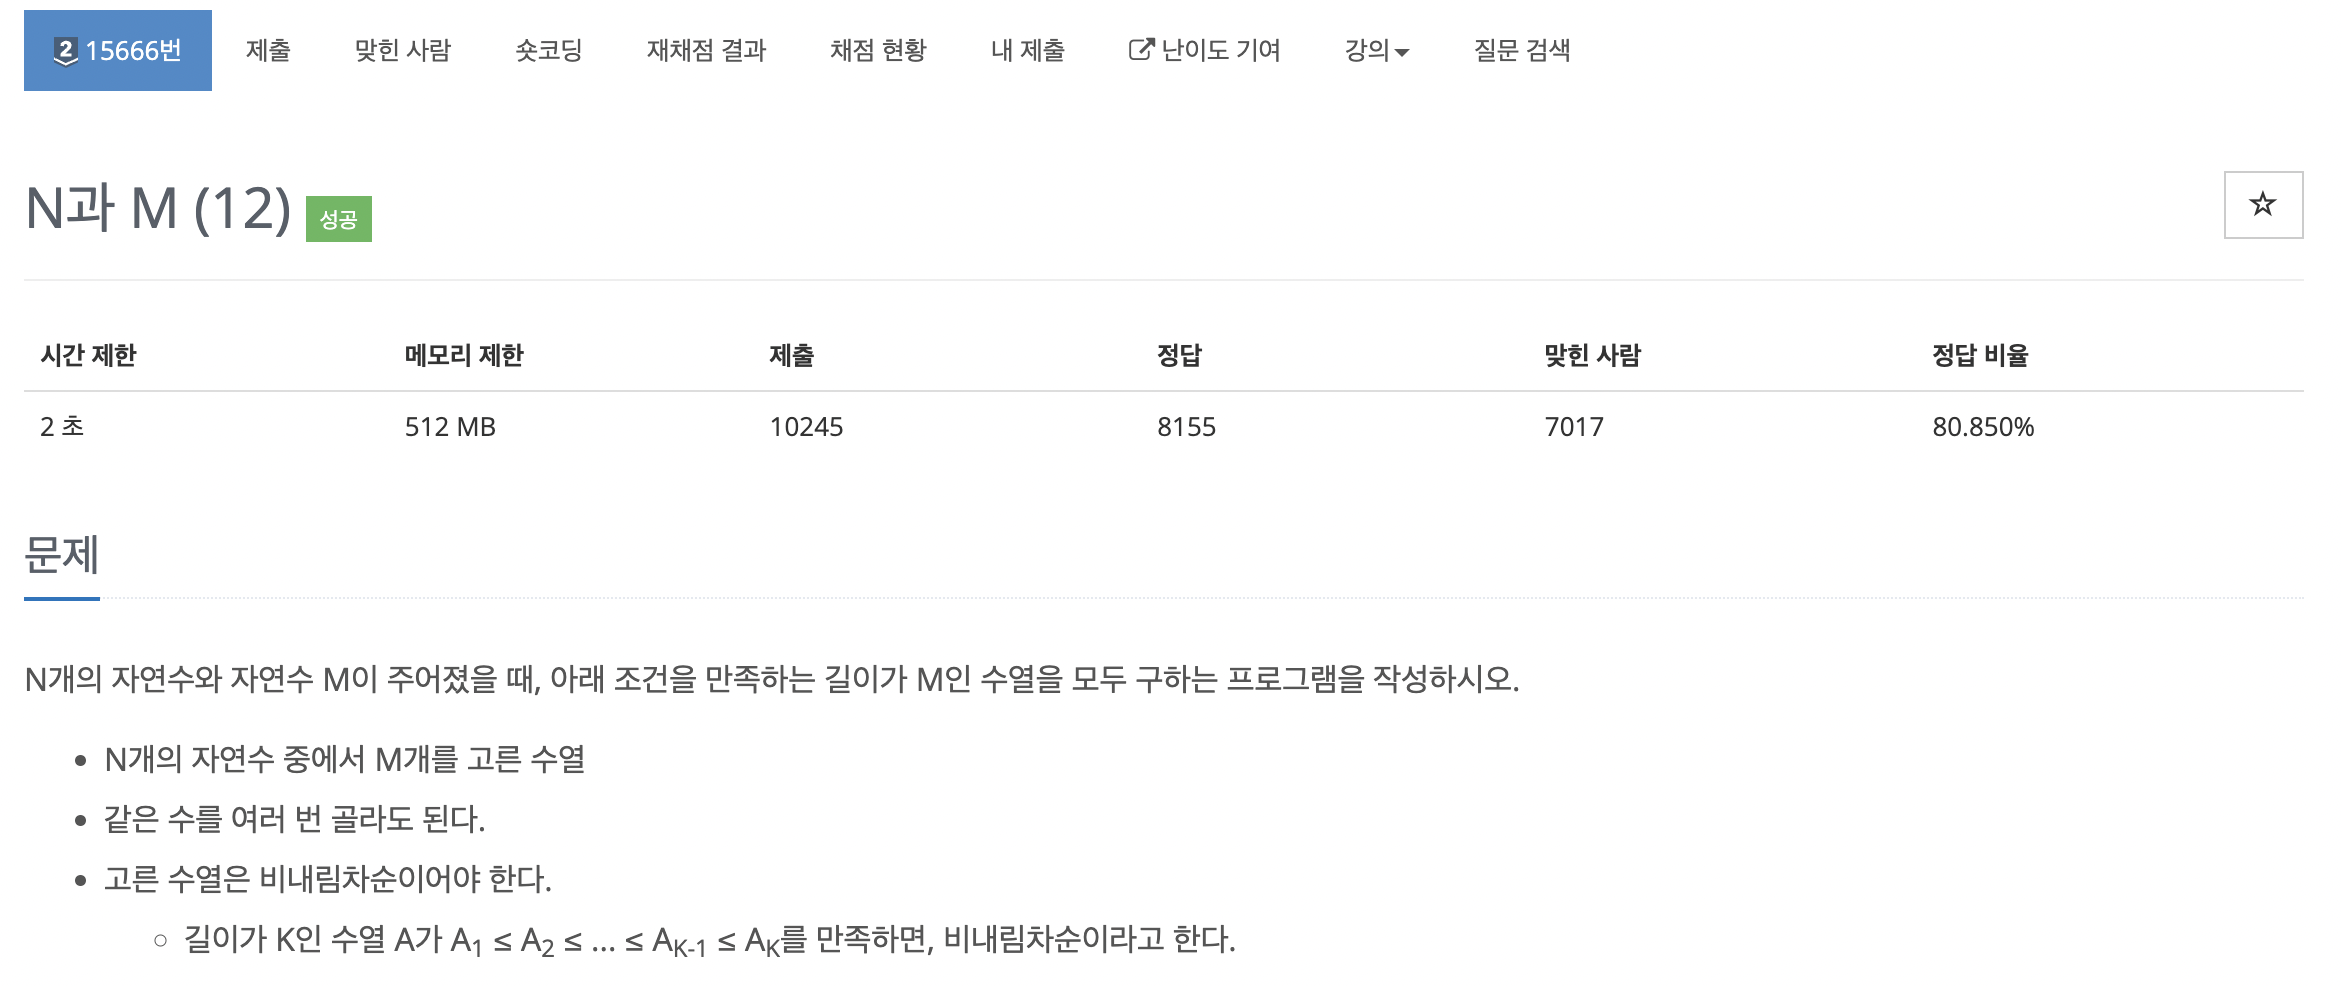 2 15666번 제출 맞힌 사람 숏코딩 재채점 결과 채점 현황 내 제출 난이도 기여 강의 질문 검색
N과 M (12) 성공
시간 제한 메모리 제한 제출 정답 맞힌 사람 정답 비율
2 초 512 MB 10245 8155 7017 80.850%
문제
N개의 자연수와 자연수 M이 주어졌을 때, 아래 조건을 만족하는 길이가 M인 수열을 모두 구하는 프로그램을 작성하시오.
• N개의 자연수 중에서 M개를 고른 수열
• 같은 수를 여러 번 골라도 된다.
• 고른 수열은 비내림차순이어야 한다.
○ 길이가 K인 수열 A가 A₁ ≤ A₂ ≤ ... ≤ Aₖ₋₁ ≤ Aₖ를 만족하면, 비내림차순이라고 한다.